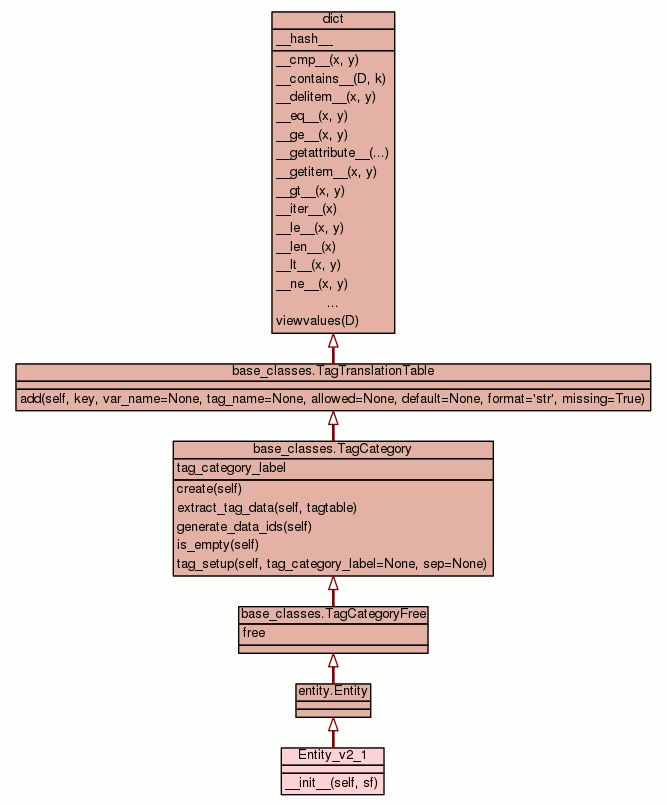 dict
__hash__
__cmp__(x, y)
__contains__(D, k)
__delitem__(x, y)
__eq__(x, y)
__ge__(x, y)
__getattribute__(...)
__getitem__(x, y)
__gt__(x, y)
__iter__(x)
__le__(x, y)
__len__(x)
__lt__(x, y)
__ne__(x, y)
...
viewvalues(D)
base_classes.TagTranslationTable
add(self, key, var_name=None, tag_name=None, allowed=None, default=None, format='str', missing=True)
base_classes.TagCategory
tag_category_label
create(self)
extract_tag_data(self, tagtable)
generate_data_ids(self)
is_empty(self)
tag_setup(self, tag_category_label=None, sep=None)
base_classes.TagCategoryFree
free
entity.Entity
Entity_v2_1
__init__(self, sf)